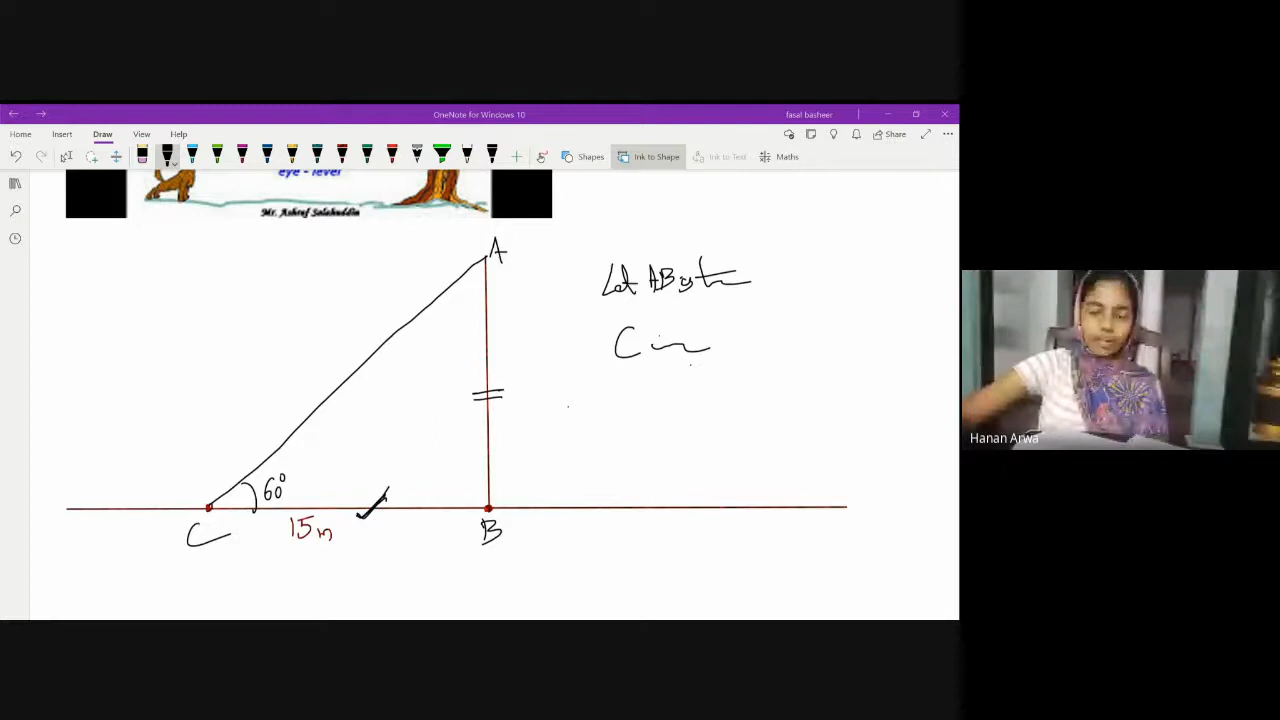 OneNote for Windows 10
fasal basheer
Home Insert Draw View Help
Share
Shapes Ink to Shape Ink to Text Maths
eye - level
Mr. Ashraf Salahuddin
A
Let AB is
C
60°
Hanan Arwa
15m
C B